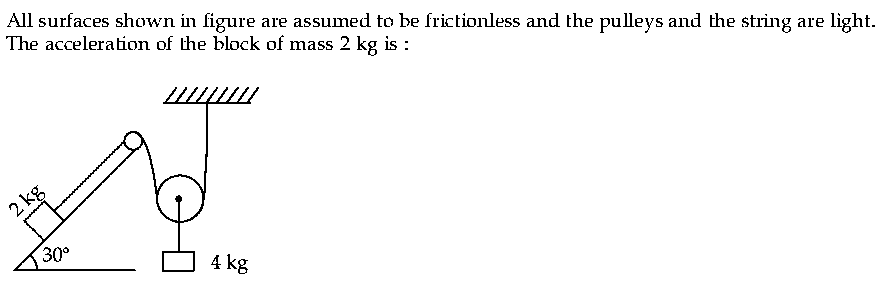 All surfaces shown in figure are assumed to be frictionless and the pulleys and the string are light.
The acceleration of the block of mass 2 kg is :
2 kg
30°
4 kg